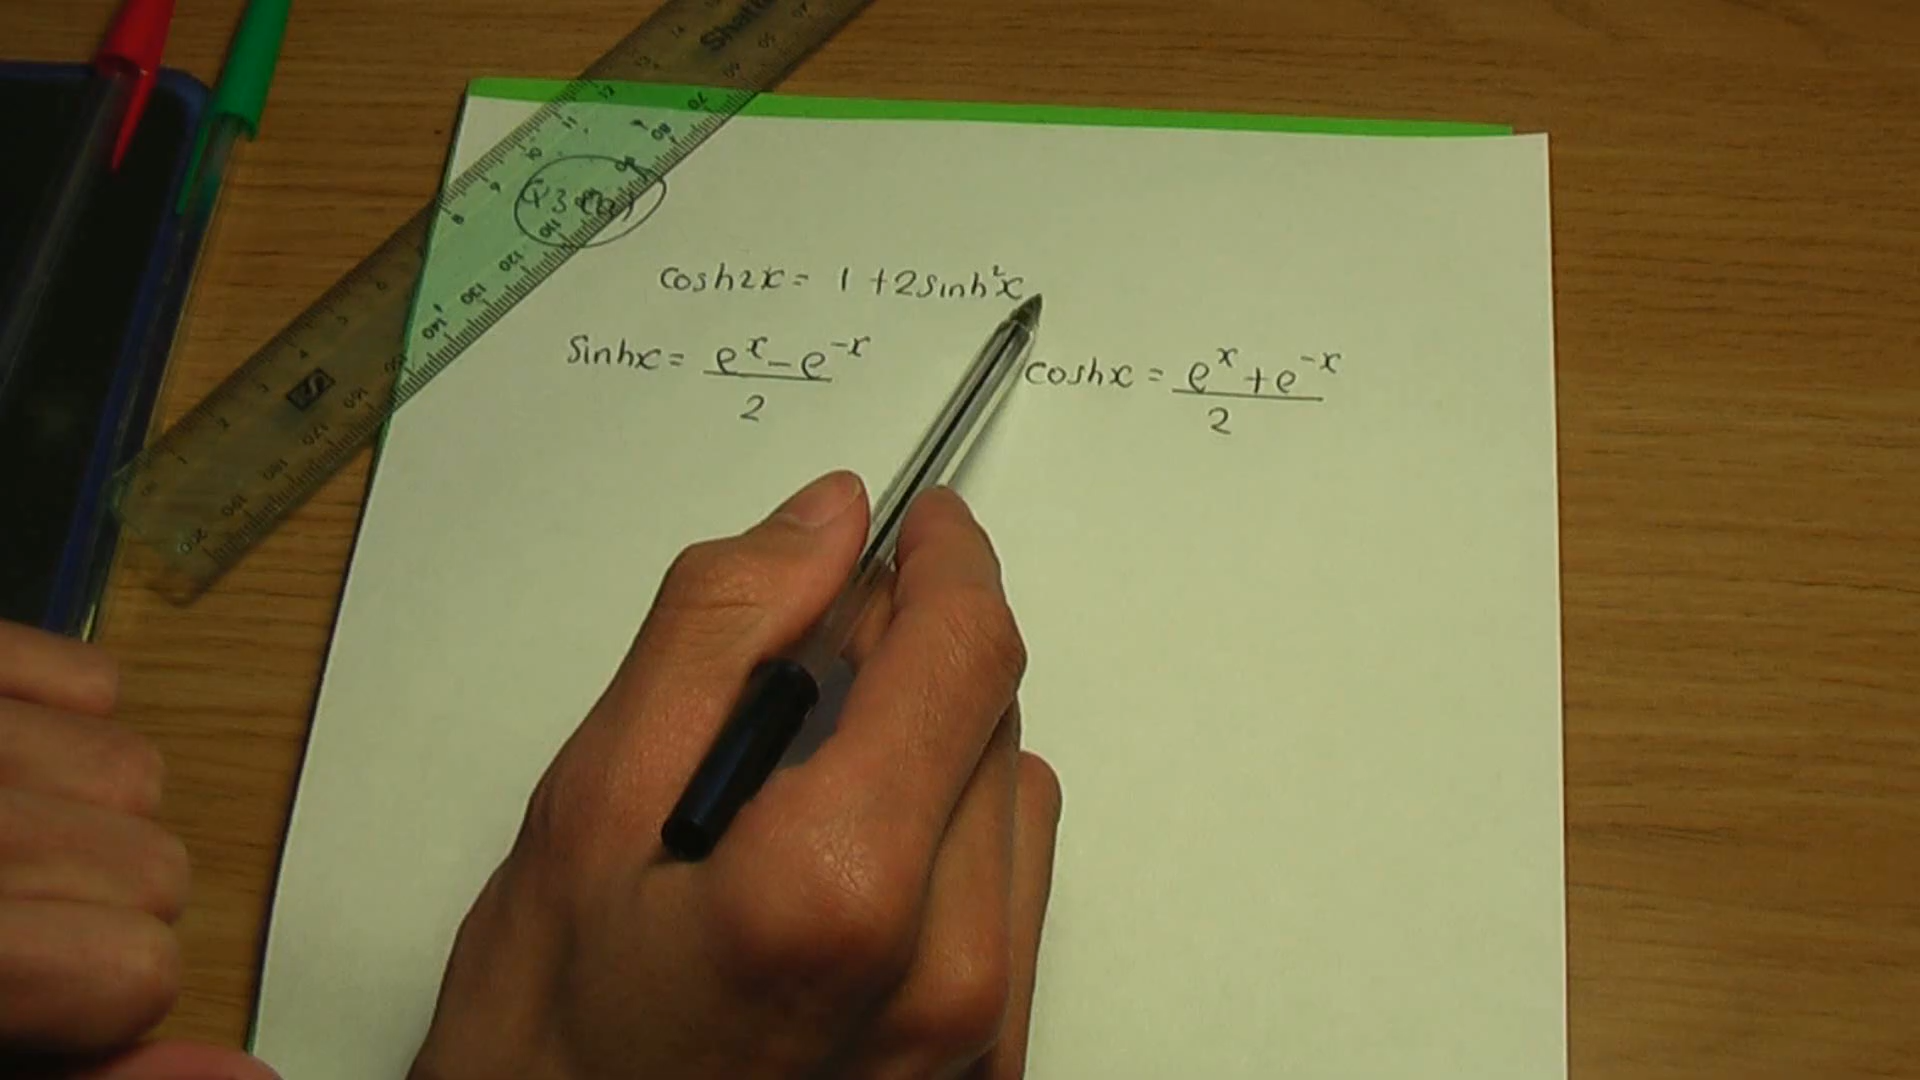 cosh2x = 1 + 2sinh²x
sinhx = e^x - e^-x / 2
coshx = e^x + e^-x / 2